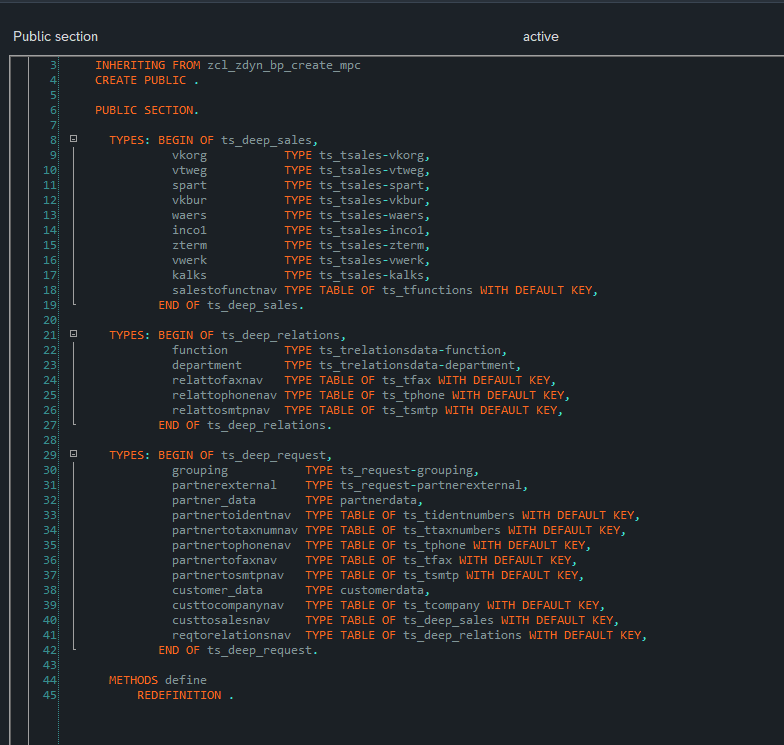 Public section active
3 INHERITING FROM zcl_zdyn_bp_create_mpc
4 CREATE PUBLIC .
5
6 PUBLIC SECTION.
7
8 TYPES: BEGIN OF ts_deep_sales,
9 vkorg TYPE ts_tsales-vkorg,
10 vtweg TYPE ts_tsales-vtweg,
11 spart TYPE ts_tsales-spart,
12 vkbur TYPE ts_tsales-vkbur,
13 waers TYPE ts_tsales-waers,
14 inco1 TYPE ts_tsales-inco1,
15 zterm TYPE ts_tsales-zterm,
16 vwerk TYPE ts_tsales-vwerk,
17 kalks TYPE ts_tsales-kalks,
18 salestofunctnav TYPE TABLE OF ts_tfunctions WITH DEFAULT KEY,
19 END OF ts_deep_sales.
20
21 TYPES: BEGIN OF ts_deep_relations,
22 function TYPE ts_trelationsdata-function,
23 department TYPE ts_trelationsdata-department,
24 relattofaxnav TYPE TABLE OF ts_tfax WITH DEFAULT KEY,
25 relattophonenav TYPE TABLE OF ts_tphone WITH DEFAULT KEY,
26 relattosmtpnav TYPE TABLE OF ts_tsmtp WITH DEFAULT KEY,
27 END OF ts_deep_relations.
28
29 TYPES: BEGIN OF ts_deep_request,
30 grouping TYPE ts_request-grouping,
31 partnerexternal TYPE ts_request-partnerexternal,
32 partner_data TYPE partnerdata,
33 partnertoidentnav TYPE TABLE OF ts_tidentnumbers WITH DEFAULT KEY,
34 partnertotaxnumnav TYPE TABLE OF ts_ttaxnumbers WITH DEFAULT KEY,
35 partnertophonenav TYPE TABLE OF ts_tphone WITH DEFAULT KEY,
36 partnertofaxnav TYPE TABLE OF ts_tfax WITH DEFAULT KEY,
37 partnertosmtpnav TYPE TABLE OF ts_tsmtp WITH DEFAULT KEY,
38 customer_data TYPE customerdata,
39 custtocompanynav TYPE TABLE OF ts_tcompany WITH DEFAULT KEY,
40 custtosalesnav TYPE TABLE OF ts_deep_sales WITH DEFAULT KEY,
41 reqtorelationsnav TYPE TABLE OF ts_deep_relations WITH DEFAULT KEY,
42 END OF ts_deep_request.
43
44 METHODS define
45 REDEFINITION .